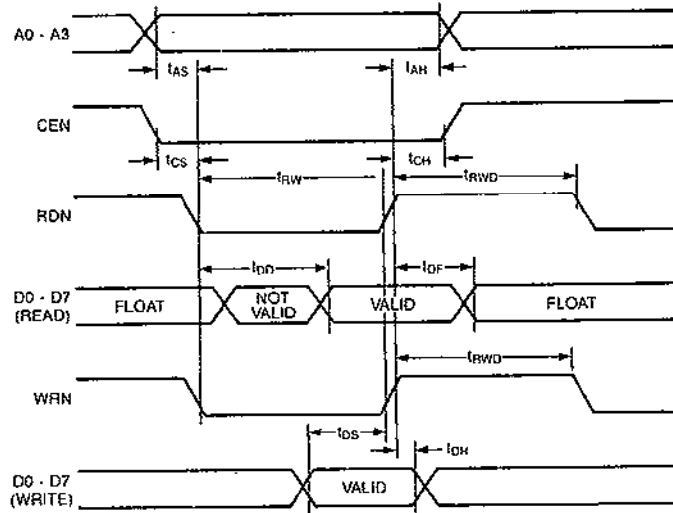 A0 - A3
tAS
tAH
CEN
tCS
tCH
tRW
tRWD
RDN
tDD
tDF
D0 - D7
(READ)
FLOAT
NOT
VALID
VALID
FLOAT
tRWD
WRN
tDS
tDH
D0 - D7
(WRITE)
VALID